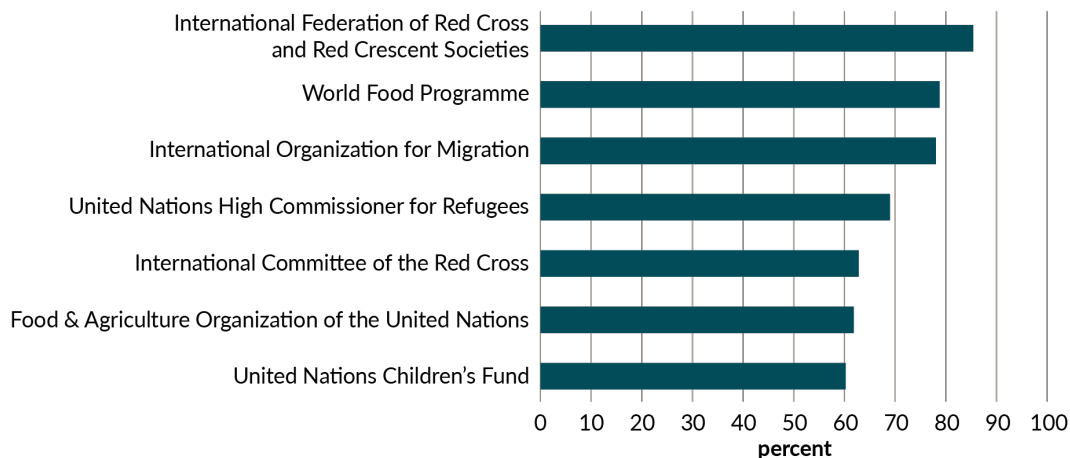 International Federation of Red Cross
and Red Crescent Societies
World Food Programme
International Organization for Migration
United Nations High Commissioner for Refugees
International Committee of the Red Cross
Food & Agriculture Organization of the United Nations
United Nations Children’s Fund
0 10 20 30 40 50 60 70 80 90 100
percent